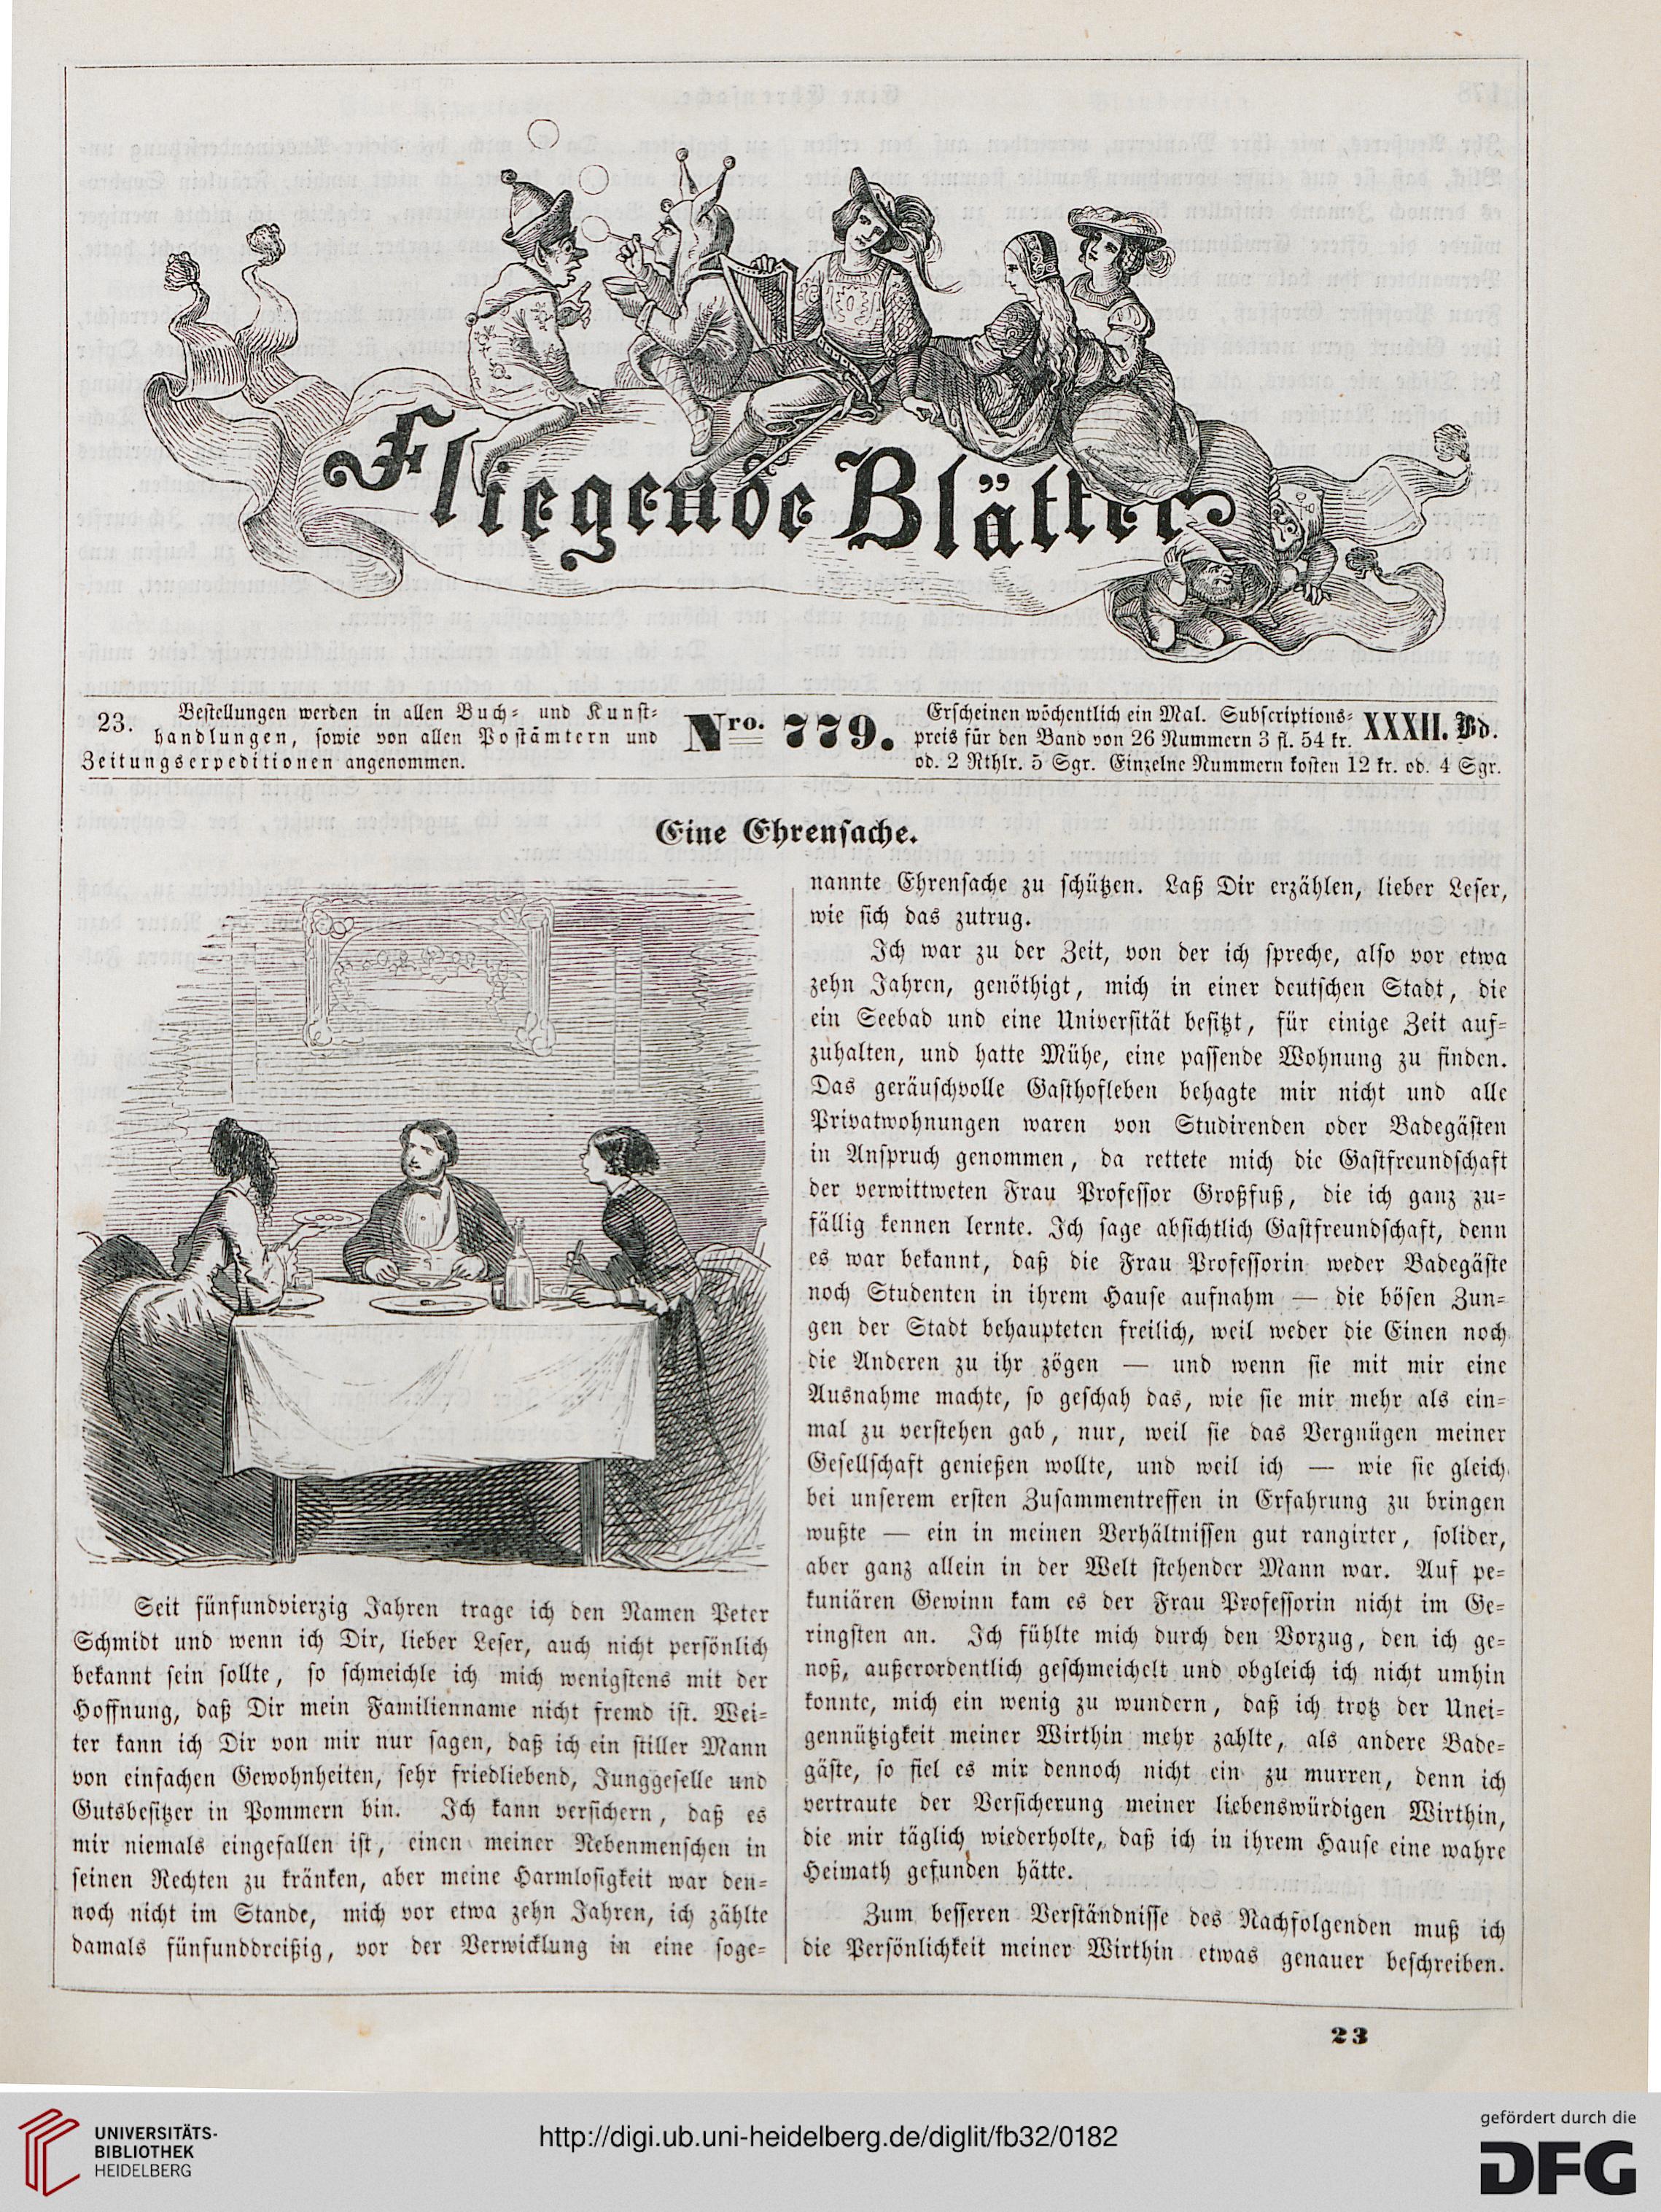 Fliegende Blätter
23. Bestellungen werden in allen Buch- und Kunst-
handlungen, sowie von allen Postämtern und
Zeitungsexpeditionen angenommen.
Nro. 779.
Erscheinen wöchentlich ein Mal. Subscriptions-
preis für den Band von 26 Nummern 3 fl. 54 kr.
od. 2 Rthlr. 5 Sgr. Einzelne Nummern kosten 12 kr. od. 4 Sgr.
XXXII. Bd.
Eine Ehrensache.
Seit fünfundvierzig Jahren trage ich den Namen Peter
Schmidt und wenn ich Dir, lieber Leser, auch nicht persönlich
bekannt sein sollte, so schmeichle ich mich wenigstens mit der
Hoffnung, daß Dir mein Familienname nicht fremd ist. Wei-
ter kann ich Dir von mir nur sagen, daß ich ein stiller Mann
von einfachen Gewohnheiten, sehr friedliebend, Junggeselle und
Gutsbesitzer in Pommern bin. Ich kann versichern, daß es
mir niemals eingefallen ist, einen meiner Nebenmenschen in
seinen Rechten zu kränken, aber meine Harmlosigkeit war den-
noch nicht im Stande, mich vor etwa zehn Jahren, ich zählte
damals fünfunddreißig, vor der Verwicklung in eine soge-
nannte Ehrensache zu schützen. Laß Dir erzählen, lieber Leser,
wie sich das zutrug.
Ich war zu der Zeit, von der ich spreche, also vor etwa
zehn Jahren, genöthigt, mich in einer deutschen Stadt, die
ein Seebad und eine Universität besitzt, für einige Zeit auf-
zuhalten, und hatte Mühe, eine passende Wohnung zu finden.
Das geräuschvolle Gasthofleben behagte mir nicht und alle
Privatwohnungen waren von Studirenden oder Badegästen
in Anspruch genommen, da rettete mich die Gastfreundschaft
der verwittweten Frau Professor Großfuß, die ich ganz zu-
fällig kennen lernte. Ich sage absichtlich Gastfreundschaft, denn
es war bekannt, daß die Frau Professorin weder Badegäste
noch Studenten in ihrem Hause aufnahm — die bösen Zun-
gen der Stadt behaupteten freilich, weil weder die Einen noch
die Anderen zu ihr zögen — und wenn sie mit mir eine
Ausnahme machte, so geschah das, wie sie mir mehr als ein-
mal zu verstehen gab, nur, weil sie das Vergnügen meiner
Gesellschaft genießen wollte, und weil ich — wie sie gleich
bei unserem ersten Zusammentreffen in Erfahrung zu bringen
wußte — ein in meinen Verhältnissen gut rangirter, solider,
aber ganz allein in der Welt stehender Mann war. Auf pe-
kuniären Gewinn kam es der Frau Professorin nicht im Ge-
ringsten an. Ich fühlte mich durch den Vorzug, den ich ge-
noß, außerordentlich geschmeichelt und obgleich ich nicht umhin
konnte, mich ein wenig zu wundern, daß ich trotz der Unei-
gennützigkeit meiner Wirthin mehr zahlte, als andere Bade-
gäste, so fiel es mir dennoch nicht ein zu murren, denn ich
vertraute der Versicherung meiner liebenswürdigen Wirthin,
die mir täglich wiederholte, daß ich in ihrem Hause eine wahre
Heimath gefunden hätte.
Zum besseren Verständnisse des Nachfolgenden muß ich
die Persönlichkeit meiner Wirthin etwas genauer beschreiben.
23
UNIVERSITÄTS-
BIBLIOTHEK
HEIDELBERG
http://digi.ub.uni-heidelberg.de/diglit/fb32/0182
gefördert durch die
DFG